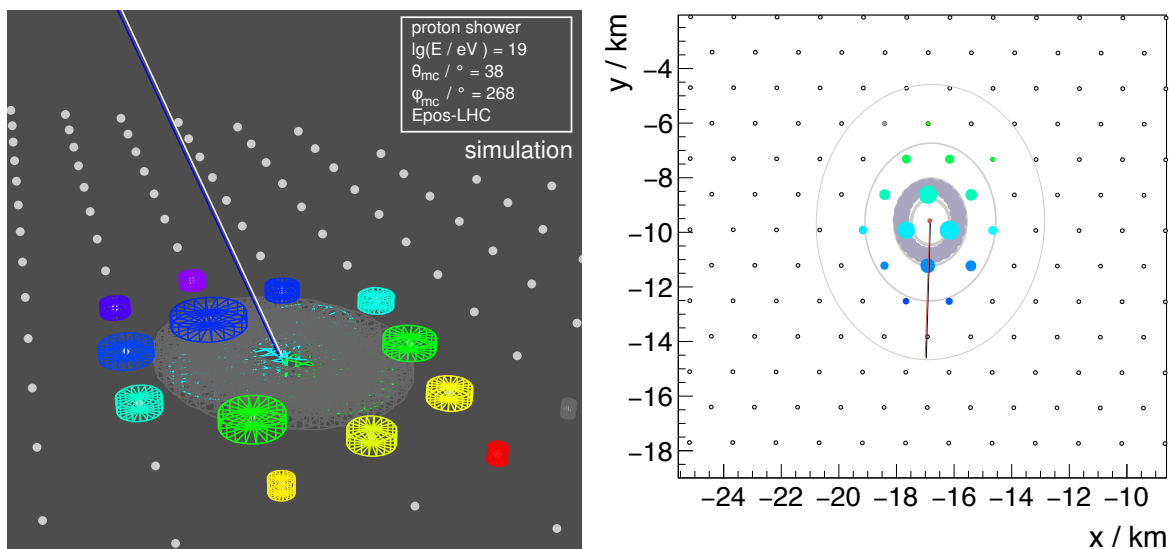 proton shower
lg(E / eV ) = 19
θmc / ° = 38
φmc / ° = 268
Epos-LHC
simulation
y / km
−4
−6
−8
−10
−12
−14
−16
−18
−24 −22 −20 −18 −16 −14 −12 −10
x / km